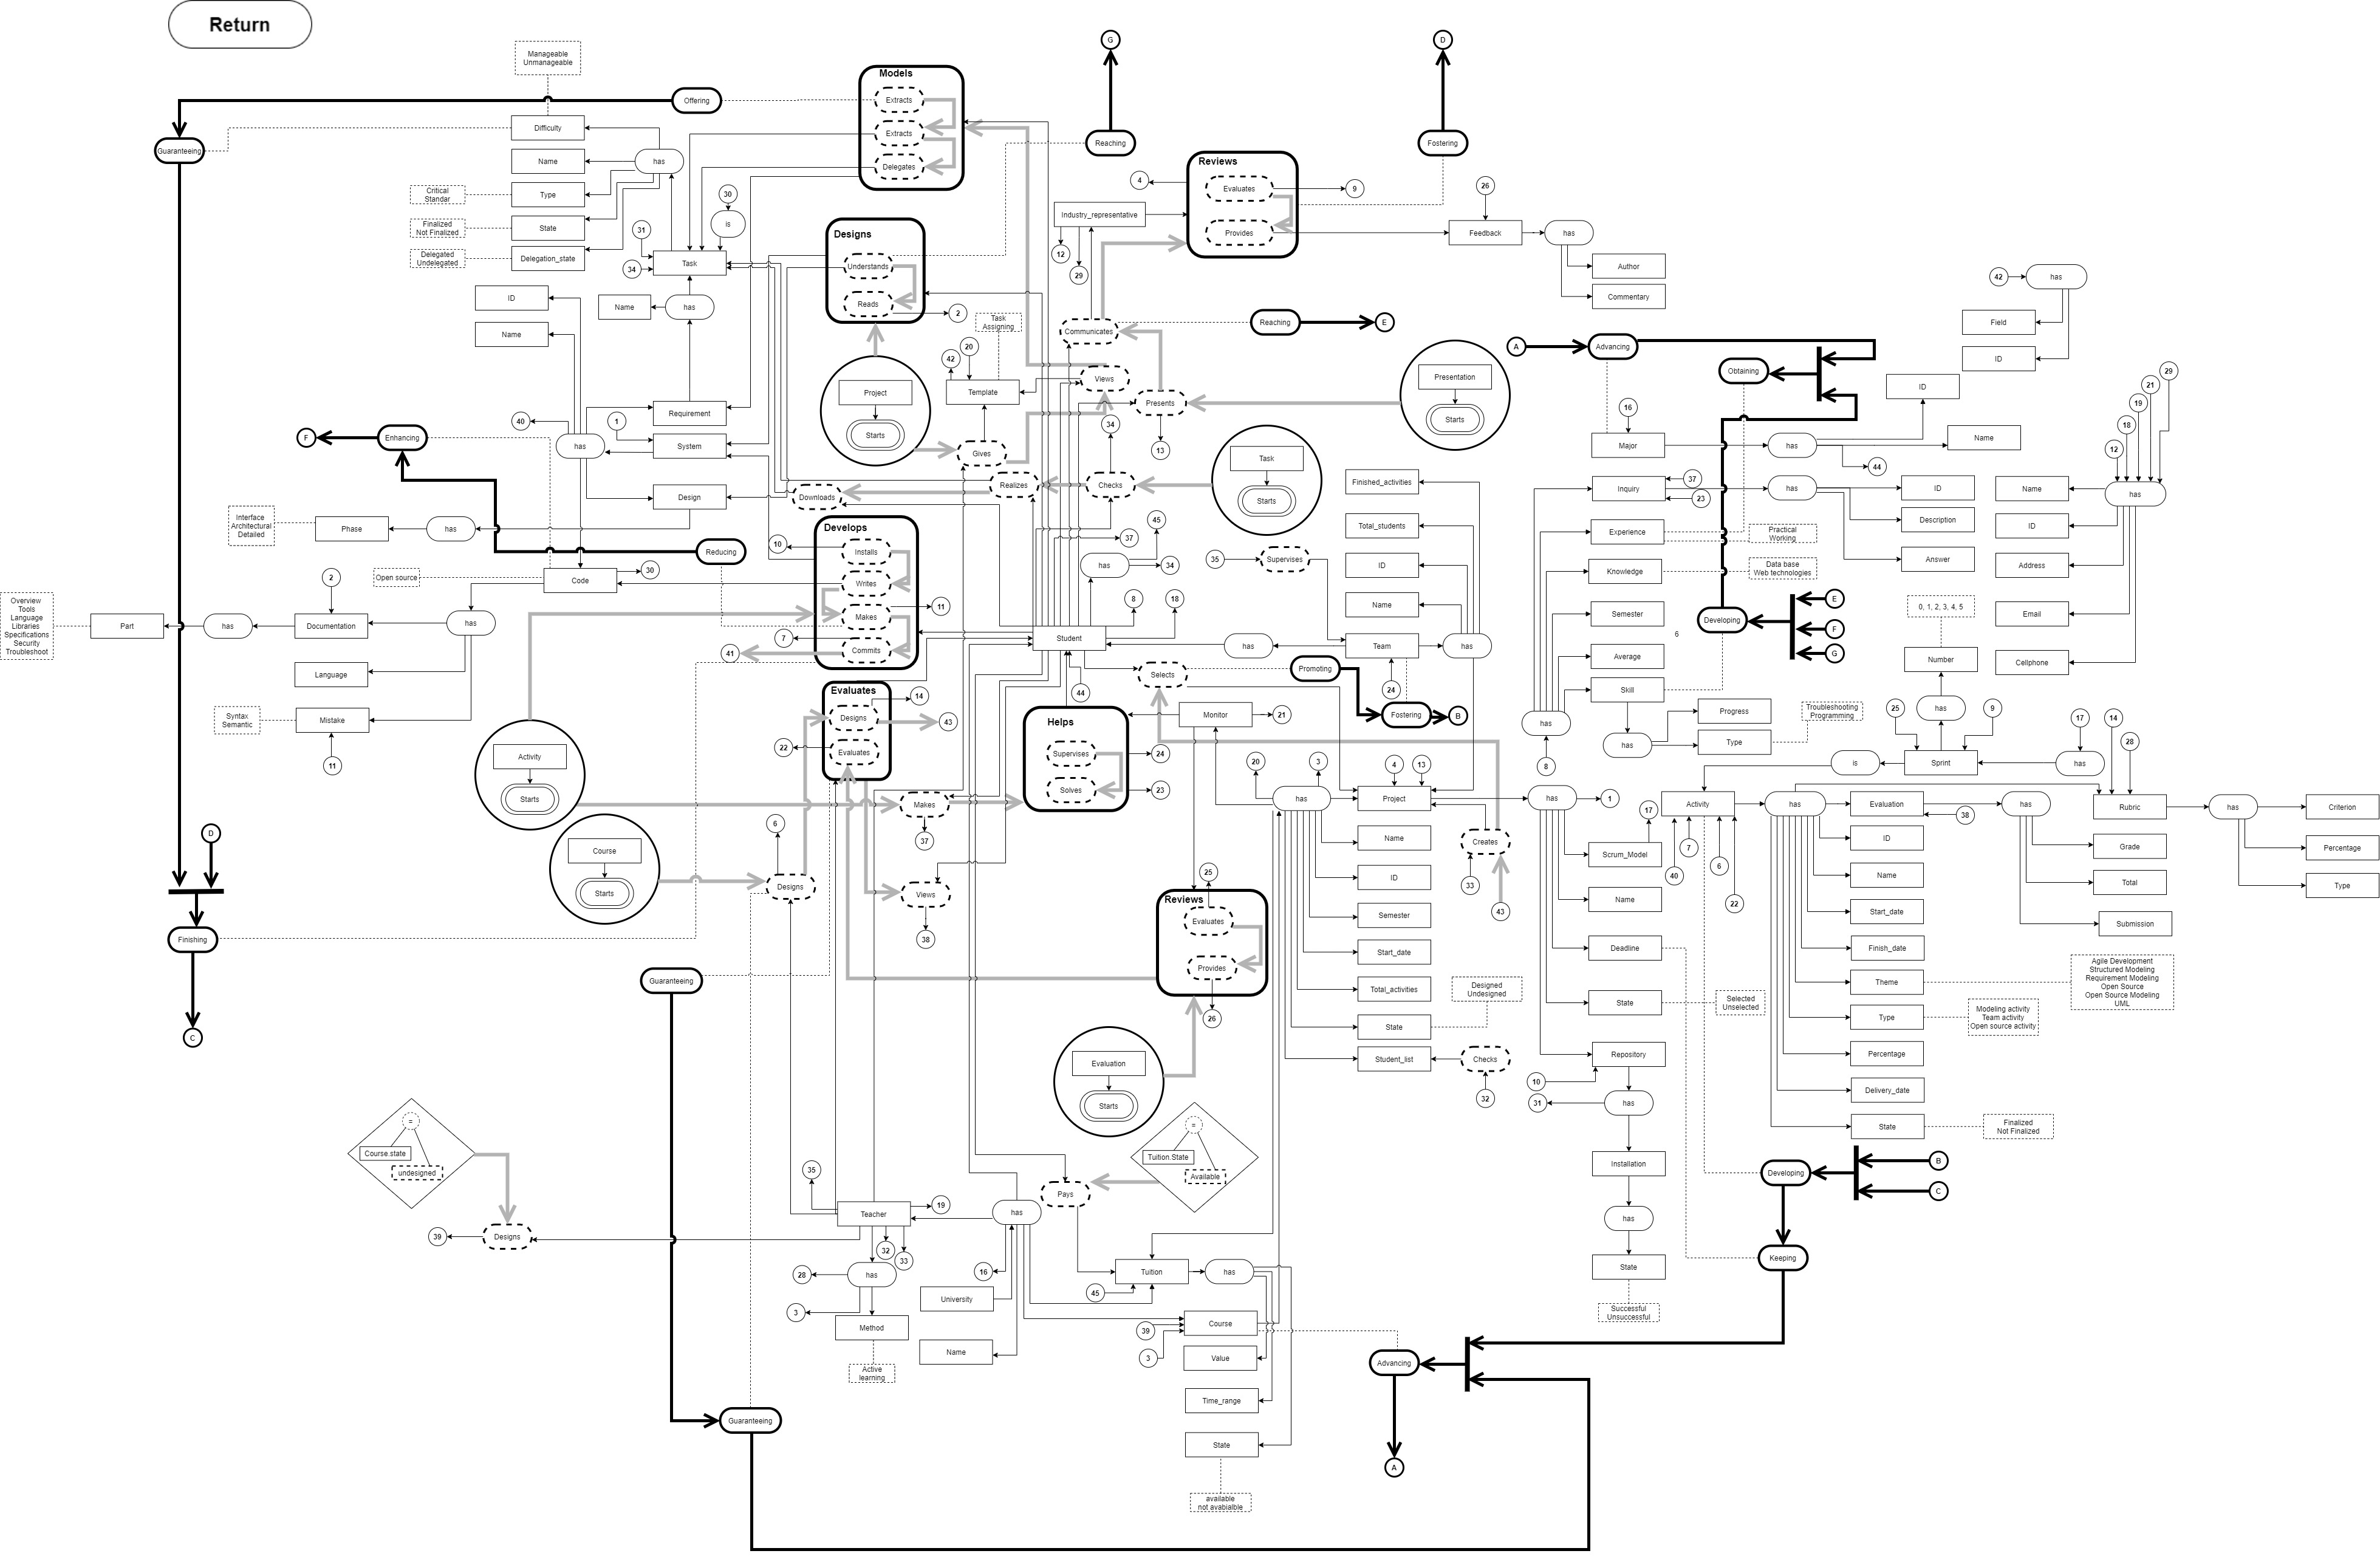 Return
Manageable
Unmanageable
Offering
Guaranteeing
Difficulty
Name
Type
State
Delegation_state
has
Critical
Standar
Finalized
Not Finalized
Delegated
Undelegated
30
is
31
34
Task
Models
Extracts
Extracts
Delegates
G
Reaching
D
Fostering
Reviews
Evaluates
Provides
4
9
Industry_representative
12
29
26
Feedback
has
Author
Commentary
Designs
Understands
Reads
2
ID
Name
Name
has
Task
Assigning
20
42
Template
Communicates
Reaching
E
Views
Presents
13
34
Project
Starts
Presentation
Starts
Requirement
System
Design
40
1
has
F
Enhancing
Gives
Realizes
Checks
Downloads
Task
Starts
Interface
Architectural
Detailed
Phase
has
Reducing
Develops
Installs
Writes
Makes
Commits
10
11
7
41
Open source
Code
30
2
Overview
Tools
Language
Libraries
Specifications
Security
Troubleshoot
Part
has
Documentation
has
Language
Syntax
Semantic
Mistake
11
45
37
has
34
8
18
Student
35
Supervises
Finished_activities
Total_students
ID
Name
Team
has
has
24
Selects
Promoting
Fostering
B
44
Evaluates
Designs
Evaluates
14
43
22
Helps
Supervises
Solves
24
23
Monitor
21
Activity
Starts
Makes
37
Course
Starts
6
Designs
Views
38
D
Finishing
C
Guaranteeing
Reviews
Evaluates
Provides
25
26
Evaluation
Starts
20
3
4
13
has
Project
Name
ID
Semester
Start_date
Total_activities
State
Student_list
Designed
Undesigned
Checks
32
Creates
33
43
has
1
Scrum_Model
17
Name
Deadline
State
Selected
Unselected
Repository
10
31
has
Installation
has
State
Successful
Unsuccessful
A
Advancing
Obtaining
16
Major
has
ID
Name
44
Inquiry
37
23
has
ID
Description
Answer
Experience
Practical
Working
Knowledge
Data base
Web technologies
Semester
Average
Skill
6
Developing
E
F
G
has
8
has
Progress
Type
Troubleshooting
Programming
42
has
Field
ID
29
21
19
18
12
has
Name
ID
Address
Email
Cellphone
0, 1, 2, 3, 4, 5
Number
has
25
9
17
14
28
is
Sprint
has
Activity
40
7
6
22
has
Evaluation
38
ID
Name
Start_date
Finish_date
Theme
Type
Percentage
Delivery_date
State
has
Grade
Total
Submission
Rubric
has
Criterion
Percentage
Type
Agile Development
Structured Modeling
Requirement Modeling
Open Source
Open Source Modeling
UML
Modeling activity
Team activity
Open source activity
Finalized
Not Finalized
Developing
B
C
Keeping
=
Course.state
undesigned
39
Designs
=
Tuition.State
Available
Pays
35
Teacher
19
32
33
28
has
3
Method
Active
learning
has
16
University
Name
Tuition
45
has
39
3
Course
Value
Time_range
State
available
not avabialble
Advancing
A
Guaranteeing